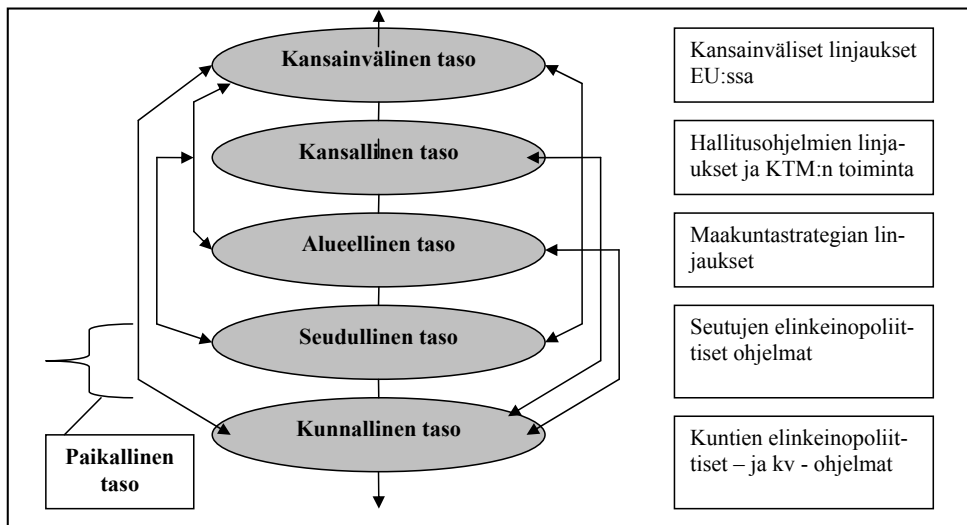 Kansainvälinen taso
Kansainväliset linjaukset
EU:ssa
Kansallinen taso
Hallitusohjelmien linja-
ukset ja KTM:n toiminta
Alueellinen taso
Maakuntastrategian lin-
jaukset
Seudullinen taso
Seutujen elinkeinopoliit-
tiset ohjelmat
Kunnallinen taso
Kuntien elinkeinopoliit-
tiset – ja kv - ohjelmat
Paikallinen
taso